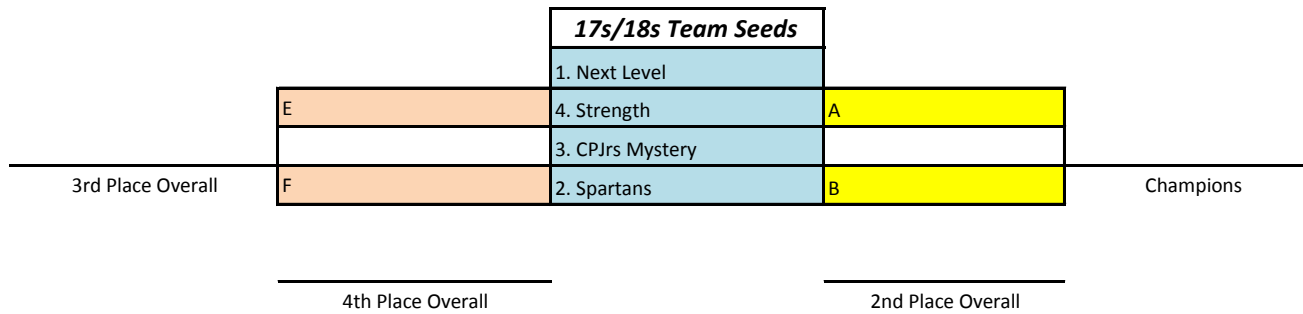 17s/18s Team Seeds
1. Next Level
E
4. Strength
A
3. CPJrs Mystery
3rd Place Overall
F
2. Spartans
B
Champions
4th Place Overall
2nd Place Overall